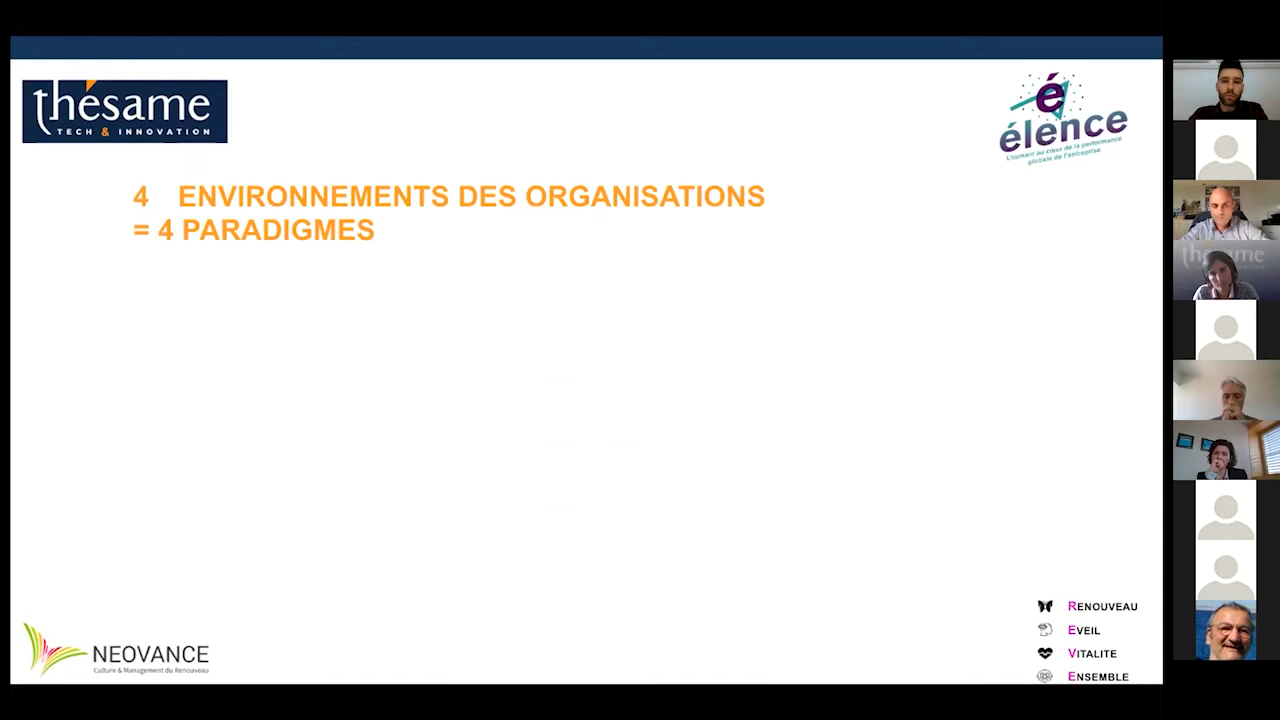 thésame
TECH & INNOVATION
é
élence
L'humain au cœur de la performance
globale de l'entreprise
4 ENVIRONNEMENTS DES ORGANISATIONS
= 4 PARADIGMES
thésame
NEOVANCE
Culture & Management du Renouveau
RENOUVEAU
EVEIL
VITALITE
ENSEMBLE